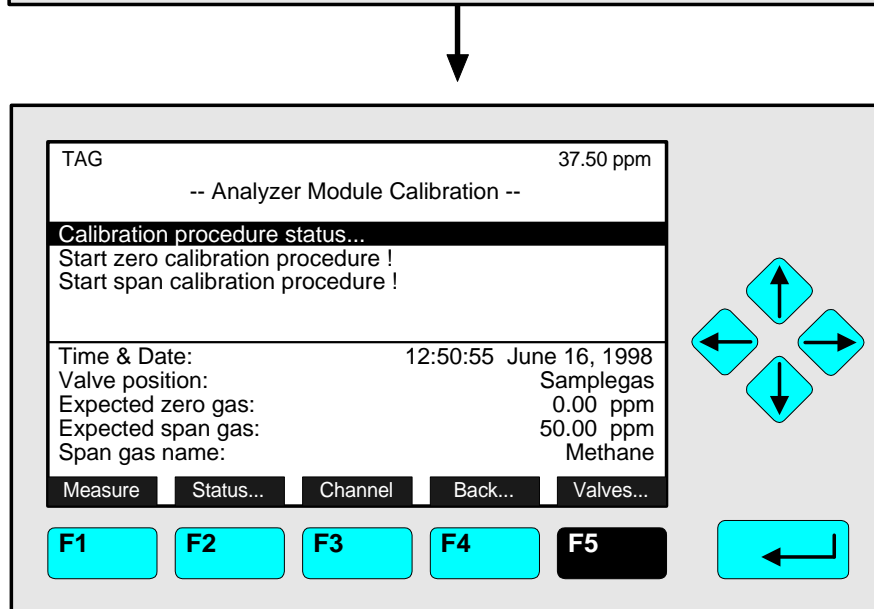 TAG 37.50 ppm
-- Analyzer Module Calibration --
Calibration procedure status...
Start zero calibration procedure !
Start span calibration procedure !
Time & Date: 12:50:55 June 16, 1998
Valve position: Samplegas
Expected zero gas: 0.00 ppm
Expected span gas: 50.00 ppm
Span gas name: Methane
Measure Status... Channel Back... Valves...
F1 F2 F3 F4 F5